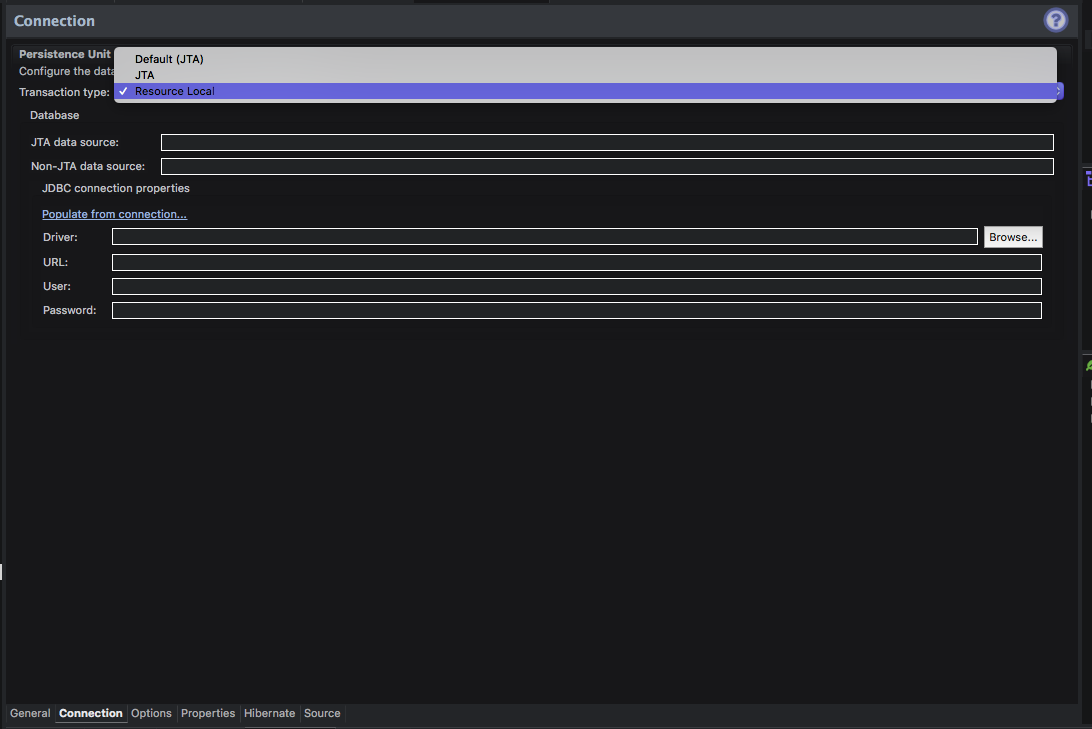 Connection
?
Persistence Unit
Configure the data
Default (JTA)
JTA
Transaction type: ✓ Resource Local
Database
JTA data source:
Non-JTA data source:
JDBC connection properties
Populate from connection...
Driver: Browse...
URL:
User:
Password:
General Connection Options Properties Hibernate Source